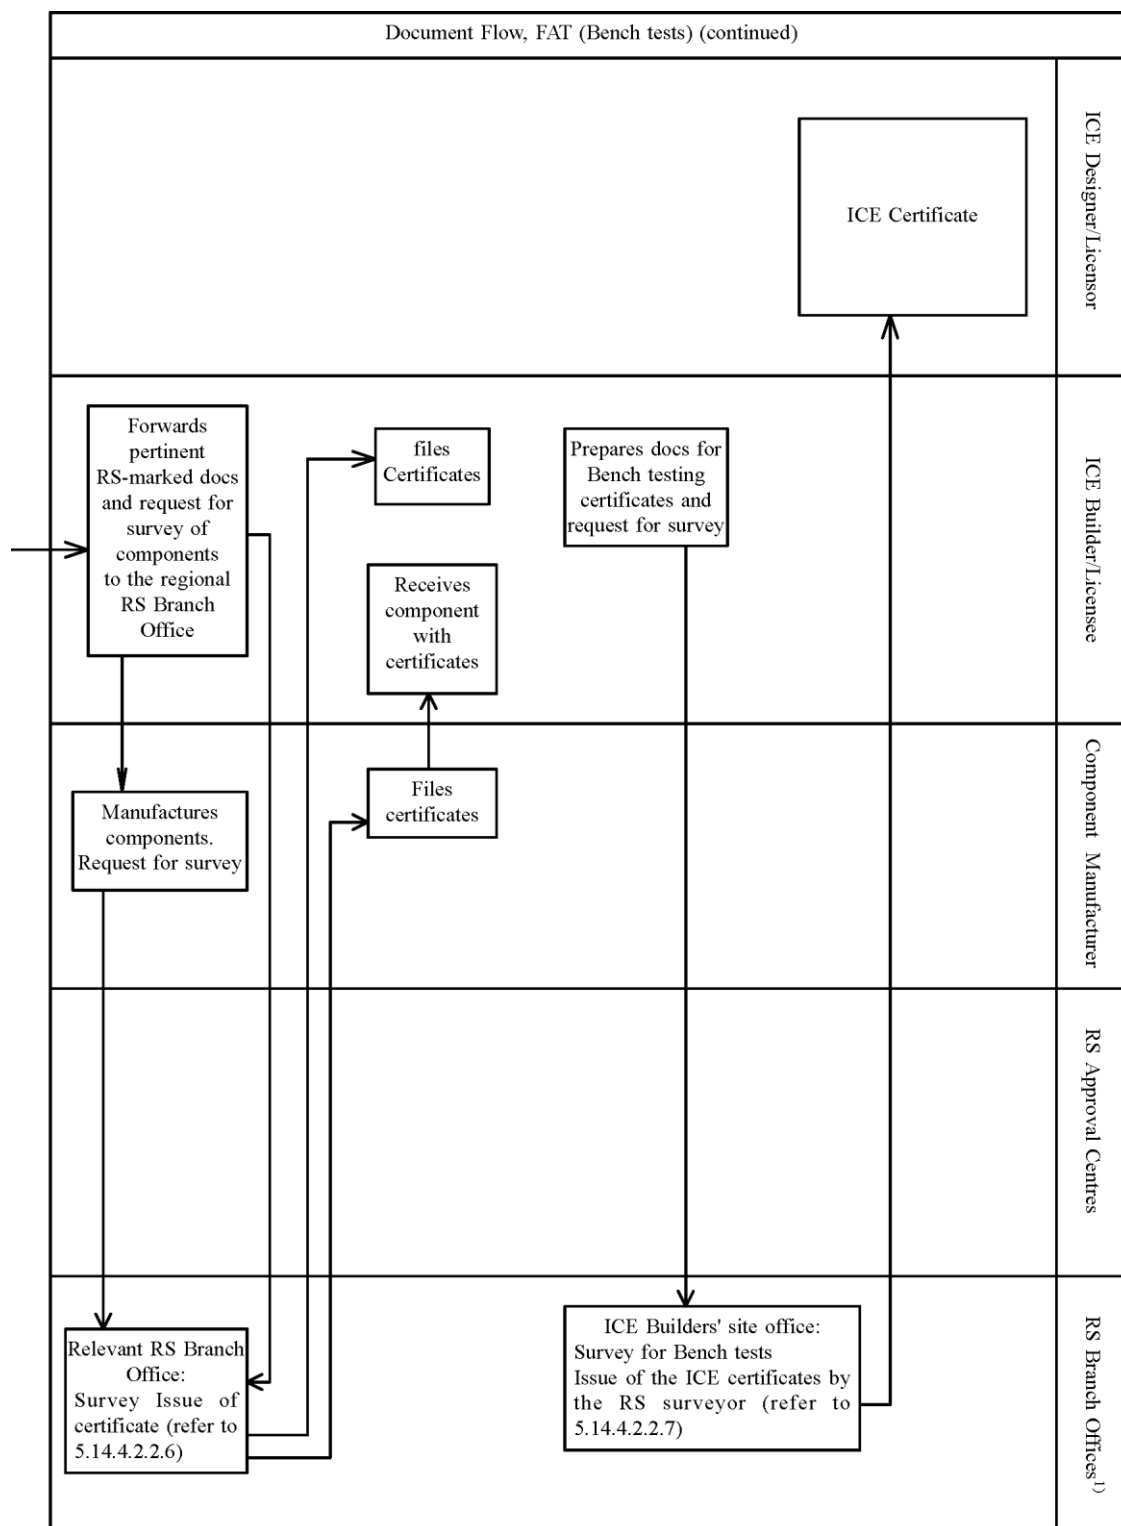 Document Flow, FAT (Bench tests) (continued)
ICE Certificate
ICE Designer/Licensor
Forwards
pertinent
RS-marked docs
and request for
survey of
components
to the regional
RS Branch
Office
files
Certificates
Prepares docs for
Bench testing
certificates and
request for survey
Receives
component
with
certificates
ICE Builder/Licensee
Manufactures
components.
Request for survey
Files
certificates
Component Manufacturer
RS Approval Centres
Relevant RS Branch
Office:
Survey Issue of
certificate (refer to
5.14.4.2.2.6)
ICE Builders' site office:
Survey for Bench tests
Issue of the ICE certificates by
the RS surveyor (refer to
5.14.4.2.2.7)
RS Branch Offices¹⁾